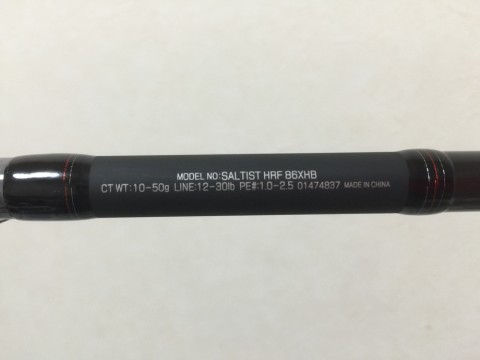 MODEL NO:SALTIST HRF 86XHB
CT WT:10-50g LINE:12-30lb PE#:1.0-2.5 01474837 MADE IN CHINA